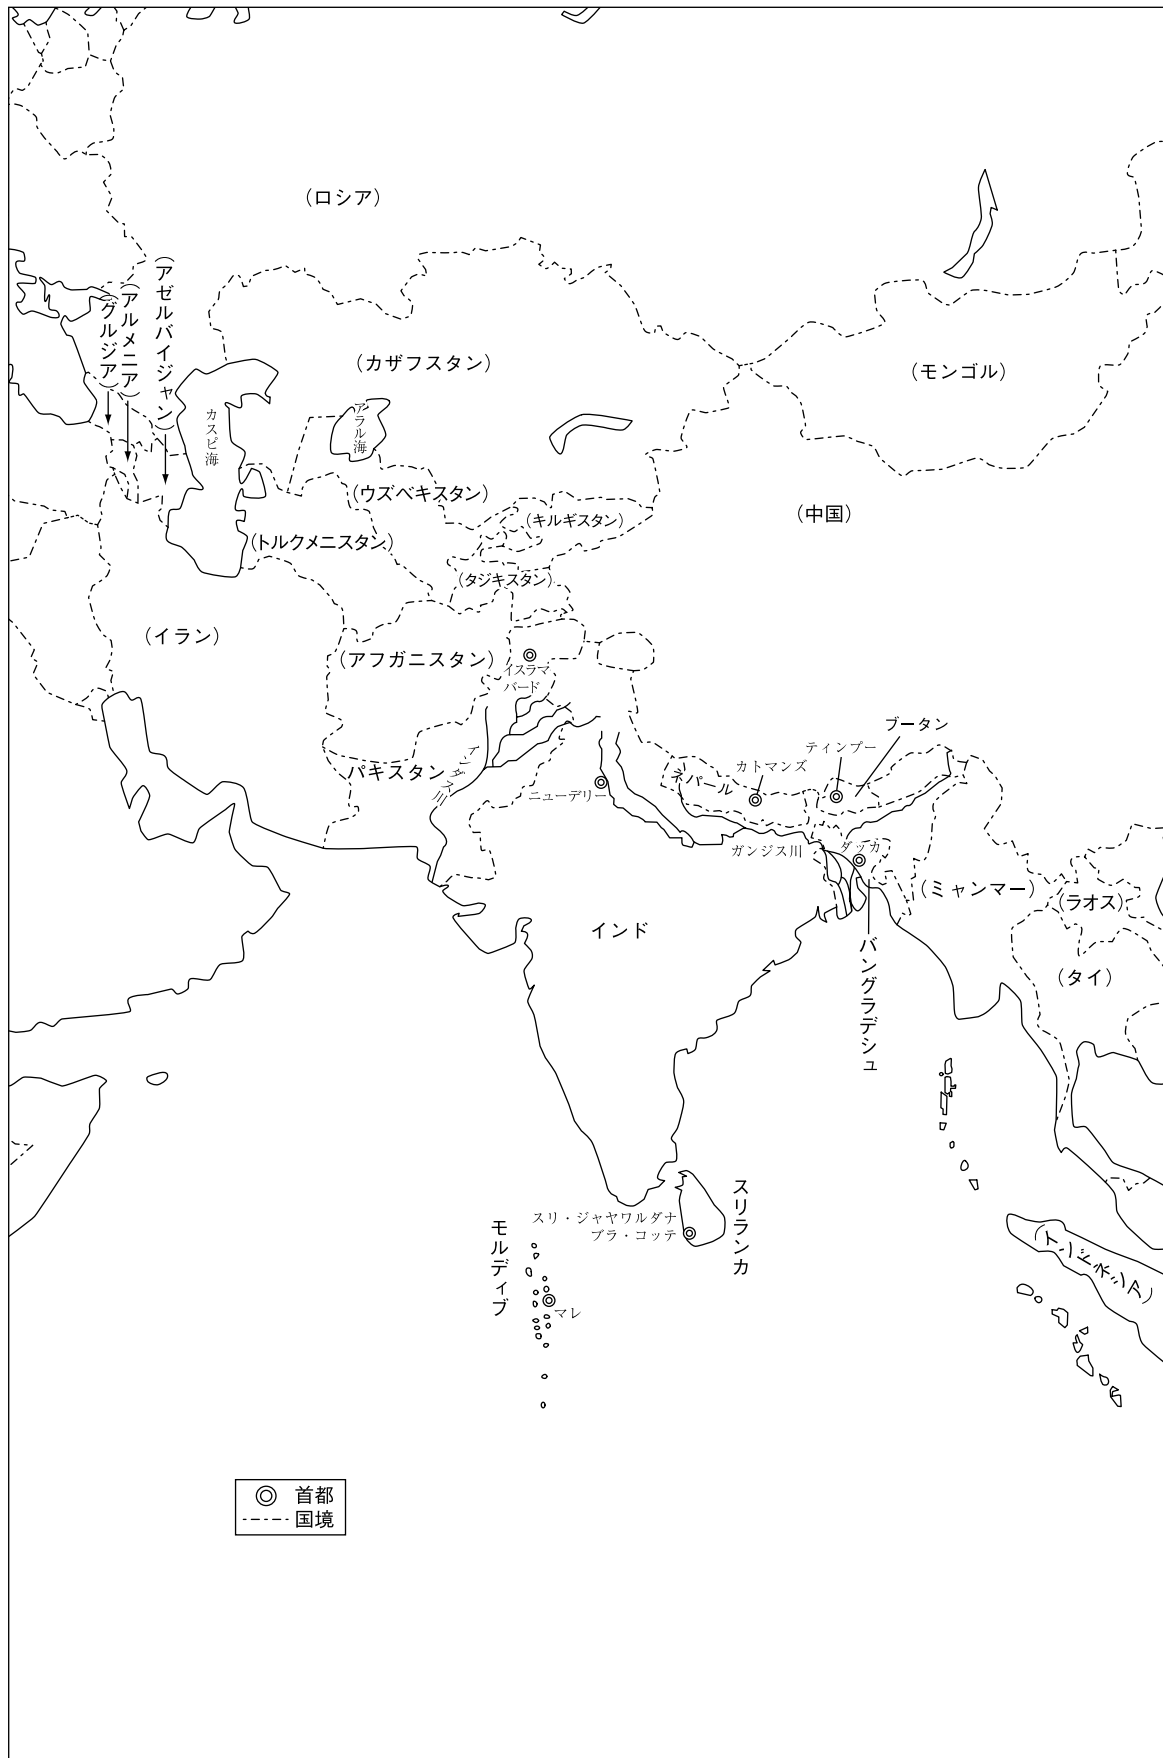 （ロシア）
（アゼルバイジャン）
（アルメニア）
（グルジア）
（カザフスタン）
（モンゴル）
カスピ海
アラル海
（ウズベキスタン）
（キルギスタン）
（中国）
（トルクメニスタン）
（タジキスタン）
（イラン）
（アフガニスタン）
イスラマ
バード
ブータン
ティンプー
カトマンズ
ネパール
パキスタン
インダス川
ニューデリー
ガンジス川
ダッカ
（ミャンマー）
（ラオス）
インド
バングラデシュ
（タイ）
スリランカ
スリ・ジャヤワルダナ
プラ・コッテ
モルディブ
マレ
（インドネシア）
首都
国境